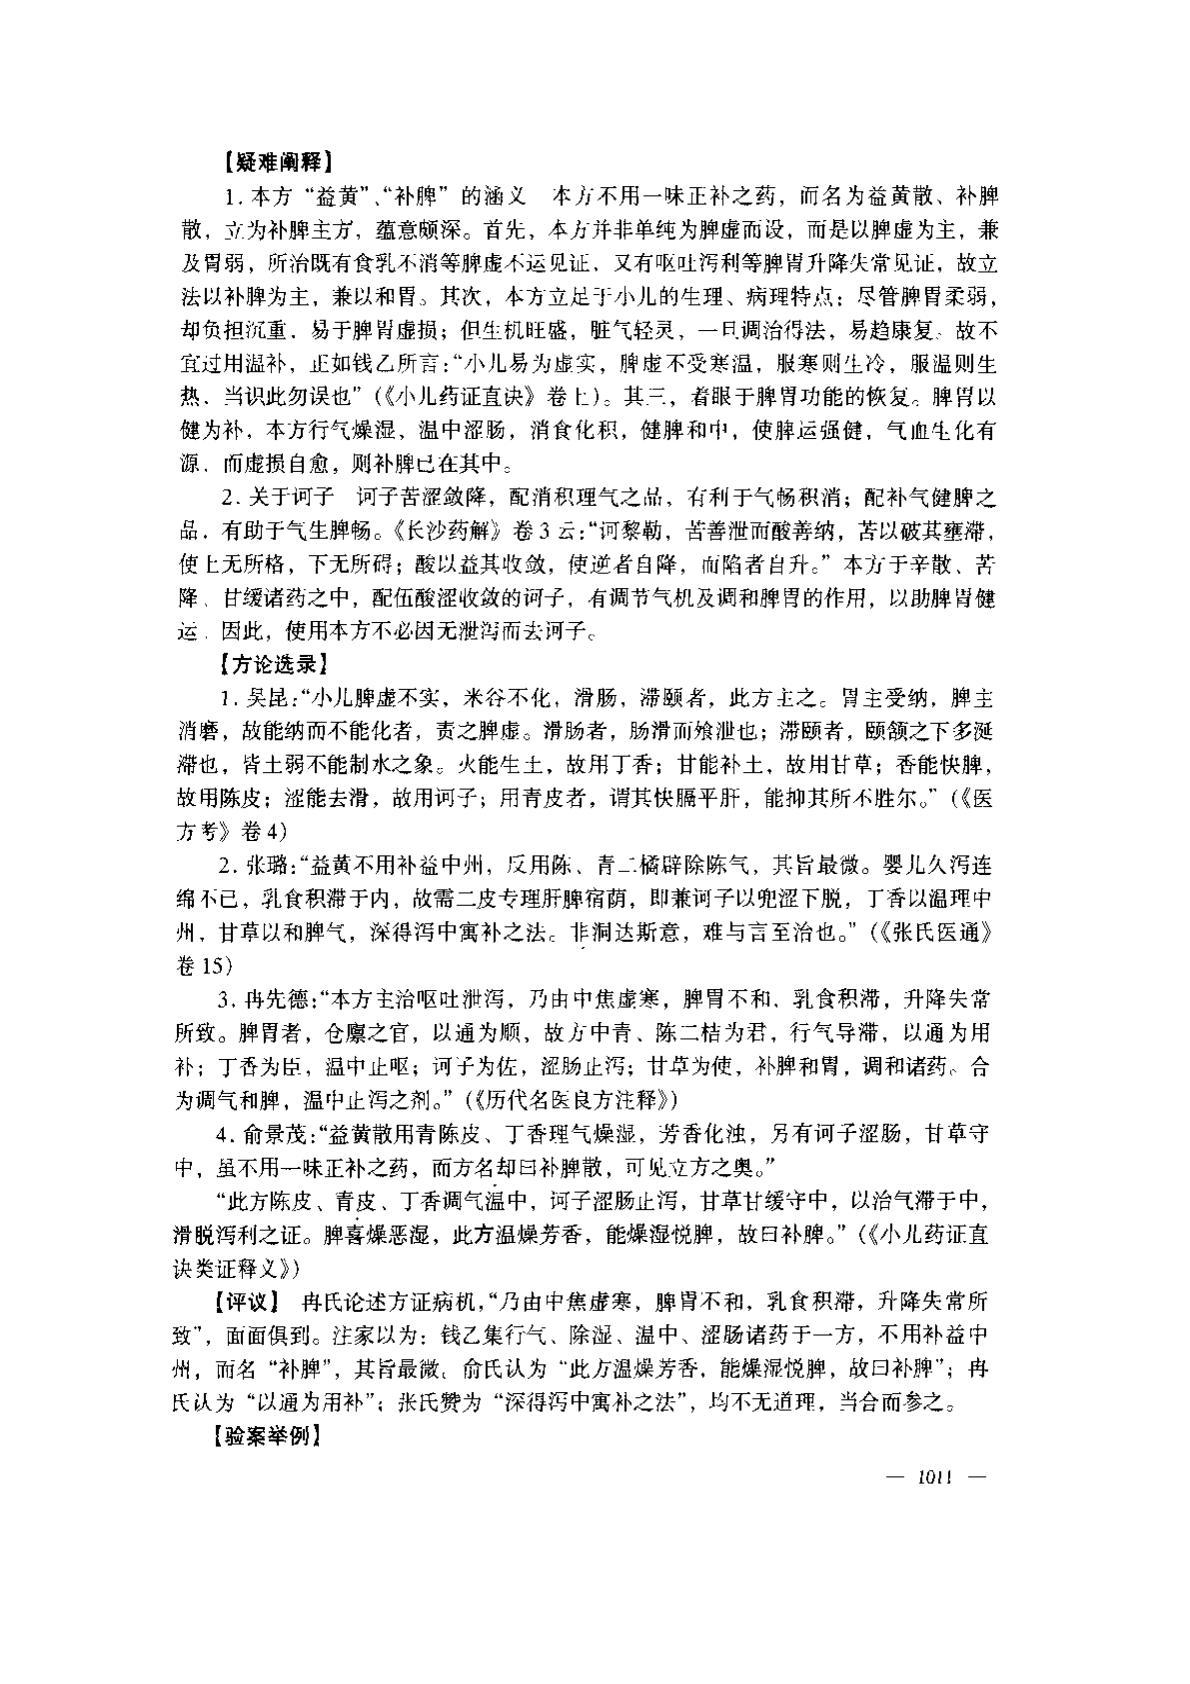 【疑难阐释】
1. 本方“益黄”、“补脾”的涵义　本方不用一味正补之药，而名为益黄散、补脾
散，立为补脾主方，蕴意颇深。首先，本方并非单纯为脾虚而设，而是以脾虚为主，兼
及胃弱，所治既有食乳不消等脾虚不运见证，又有呕吐泻利等脾胃升降失常见证，故立
法以补脾为主，兼以和胃。其次，本方立足于小儿的生理、病理特点：尽管脾胃柔弱，
却负担沉重，易于脾胃虚损；但生机旺盛，脏气轻灵，一旦调治得法，易趋康复。故不
宜过用温补，正如钱乙所言：“小儿易为虚实，脾虚不受寒温，服寒则生冷，服温则生
热，当识此勿误也”（《小儿药证直诀》卷上）。其三，着眼于脾胃功能的恢复。脾胃以
健为补，本方行气燥湿，温中涩肠，消食化积，健脾和中，使脾运强健，气血生化有
源，而虚损自愈，则补脾已在其中。
2. 关于诃子　诃子苦涩敛降，配消积理气之品，有利于气畅积消；配补气健脾之
品，有助于气生脾畅。《长沙药解》卷 3 云：“诃黎勒，苦善泄而酸善纳，苦以破其壅滞，
使上无所格，下无所碍；酸以益其收敛，使逆者自降，而陷者自升。”本方于辛散、苦
降、甘缓诸药之中，配伍酸涩收敛的诃子，有调节气机及调和脾胃的作用，以助脾胃健
运．因此，使用本方不必因无泄泻而去诃子。
【方论选录】
1. 吴昆：“小儿脾虚不实，米谷不化，滑肠，滞颐者，此方主之。胃主受纳，脾主
消磨，故能纳而不能化者，责之脾虚。滑肠者，肠滑而飧泄也；滞颐者，颐颔之下多涎
滞也，皆土弱不能制水之象。火能生土，故用丁香；甘能补土，故用甘草；香能快脾，
故用陈皮；涩能去滑，故用诃子；用青皮者，谓其快膈平肝，能抑其所不胜尔。”（《医
方考》卷 4）
2. 张璐：“益黄不用补益中州，反用陈、青二橘辟除陈气，其旨最微。婴儿久泻连
绵不已，乳食积滞于内，故需二皮专理肝脾宿荫，即兼诃子以兜涩下脱，丁香以温理中
州，甘草以和脾气，深得泻中寓补之法。非洞达斯意，难与言至治也。”（《张氏医通》
卷 15）
3. 冉先德：“本方主治呕吐泄泻，乃由中焦虚寒，脾胃不和、乳食积滞，升降失常
所致。脾胃者，仓廪之官，以通为顺，故方中青、陈二桔为君，行气导滞，以通为用
补；丁香为臣，温中止呕；诃子为佐，涩肠止泻；甘草为使，补脾和胃，调和诸药。合
为调气和脾，温中止泻之剂。”（《历代名医良方注释》）
4. 俞景茂：“益黄散用青陈皮、丁香理气燥湿，芳香化浊，另有诃子涩肠，甘草守
中，虽不用一味正补之药，而方名却曰补脾散，可见立方之奥。”
“此方陈皮、青皮、丁香调气温中，诃子涩肠止泻，甘草甘缓守中，以治气滞于中，
滑脱泻利之证。脾喜燥恶湿，此方温燥芳香，能燥湿悦脾，故曰补脾。”（《小儿药证直
诀类证释义》）
【评议】　冉氏论述方证病机，“乃由中焦虚寒，脾胃不和，乳食积滞，升降失常所
致”，面面俱到。注家以为：钱乙集行气、除湿、温中、涩肠诸药于一方，不用补益中
州，而名“补脾”，其旨最微。俞氏认为“此方温燥芳香，能燥湿悦脾，故曰补脾”；冉
氏认为“以通为用补”；张氏赞为“深得泻中寓补之法”，均不无道理，当合而参之。
【验案举例】
— 1011 —